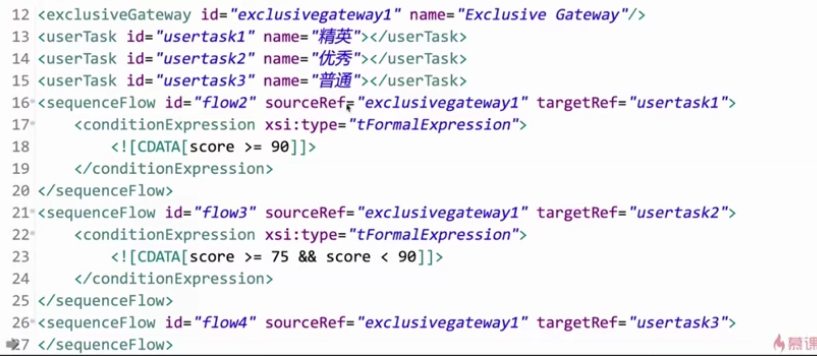 12 <exclusiveGateway id="exclusivegateway1" name="Exclusive Gateway"/>
13 <userTask id="usertask1" name="精英"></userTask>
14 <userTask id="usertask2" name="优秀"></userTask>
15 <userTask id="usertask3" name="普通"></userTask>
16 <sequenceFlow id="flow2" sourceRef="exclusivegateway1" targetRef="usertask1">
17 <conditionExpression xsi:type="tFormalExpression">
18 <![CDATA[score >= 90]]>
19 </conditionExpression>
20 </sequenceFlow>
21 <sequenceFlow id="flow3" sourceRef="exclusivegateway1" targetRef="usertask2">
22 <conditionExpression xsi:type="tFormalExpression">
23 <![CDATA[score >= 75 && score < 90]]>
24 </conditionExpression>
25 </sequenceFlow>
26 <sequenceFlow id="flow4" sourceRef="exclusivegateway1" targetRef="usertask3">
27 </sequenceFlow>
慕课